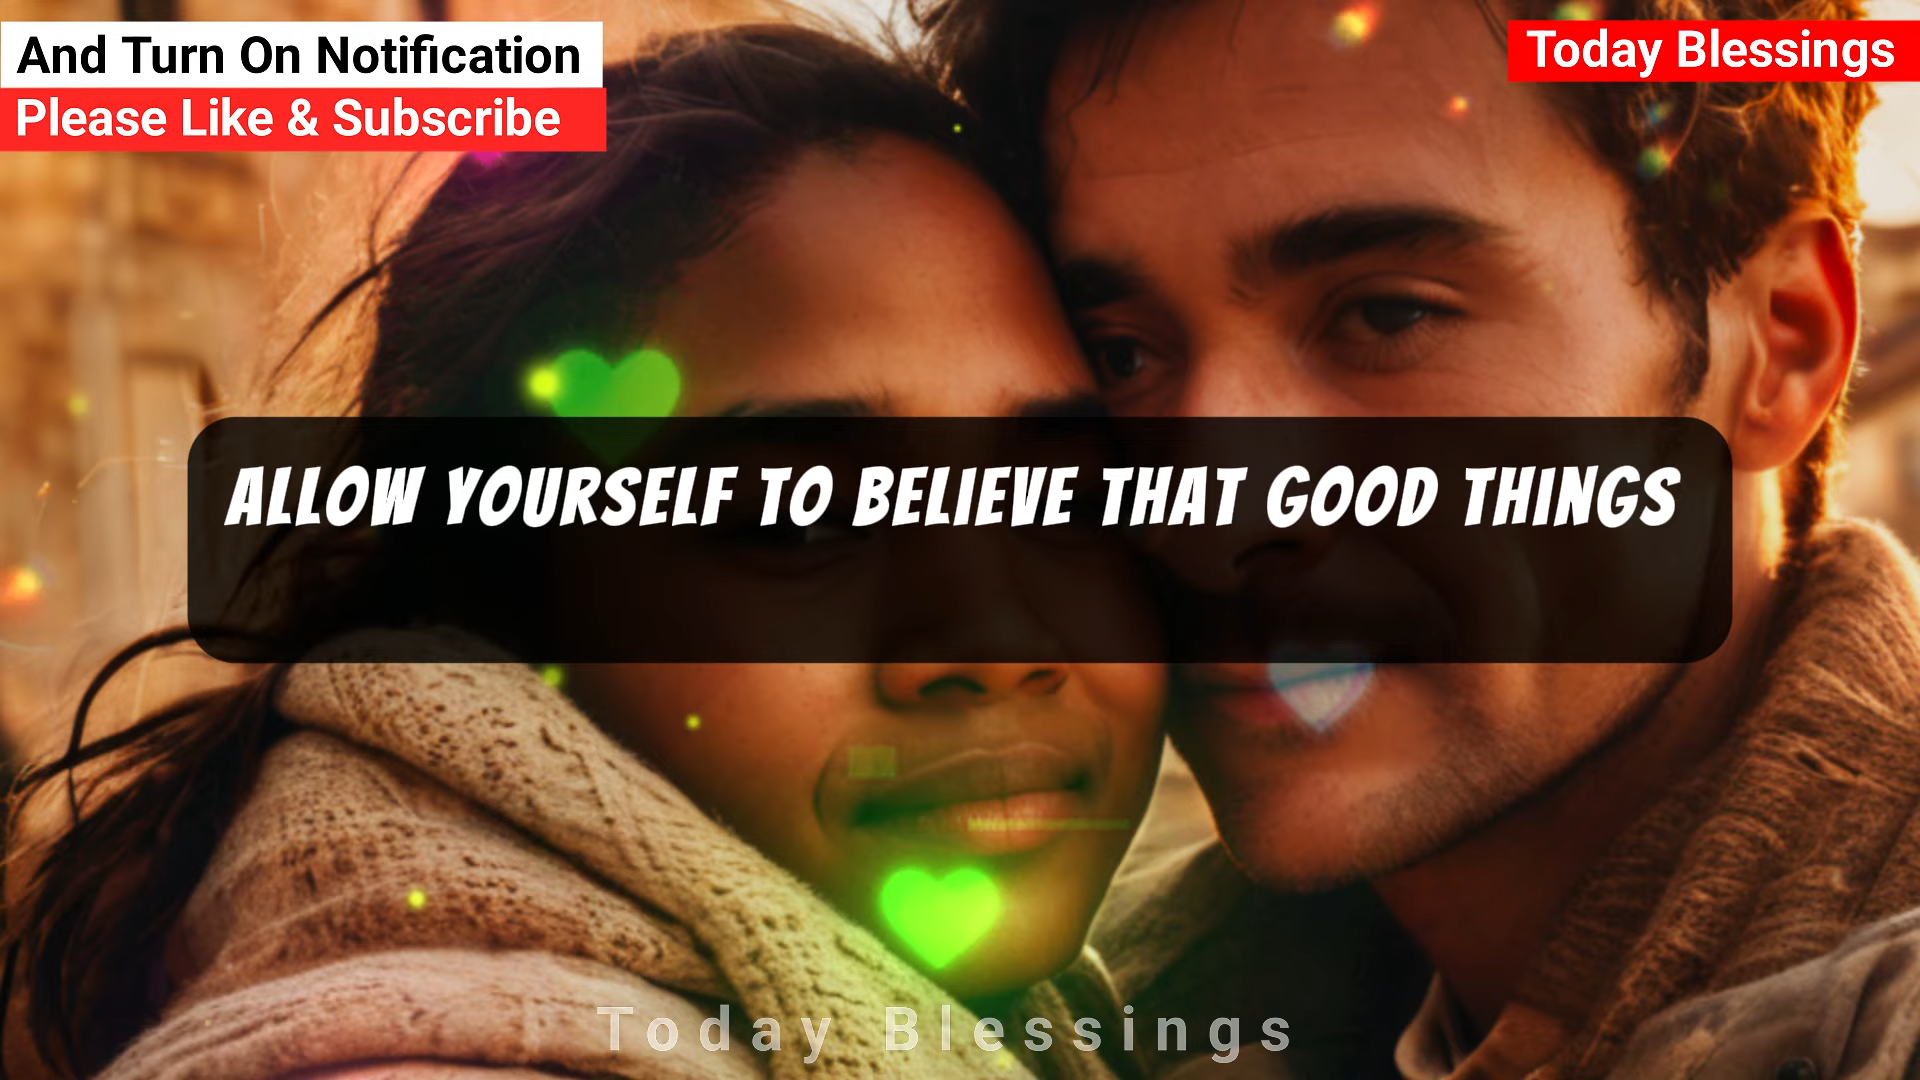 And Turn On Notification
Please Like & Subscribe
Today Blessings
ALLOW YOURSELF TO BELIEVE THAT GOOD THINGS
Today Blessings